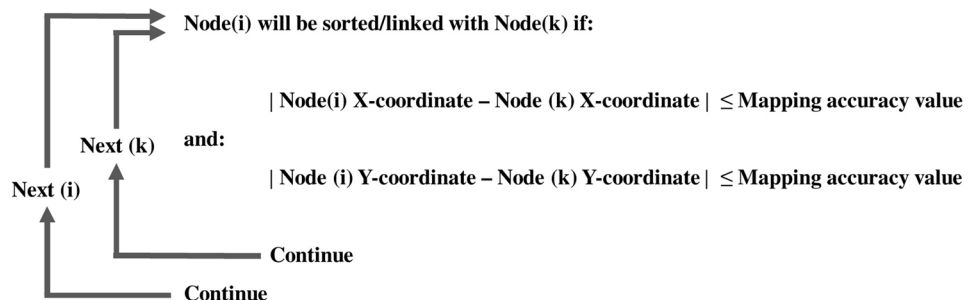 Node(i) will be sorted/linked with Node(k) if:
| Node(i) X-coordinate – Node (k) X-coordinate | ≤ Mapping accuracy value
Next (k)
and:
Next (i)
| Node (i) Y-coordinate – Node (k) Y-coordinate | ≤ Mapping accuracy value
Continue
Continue